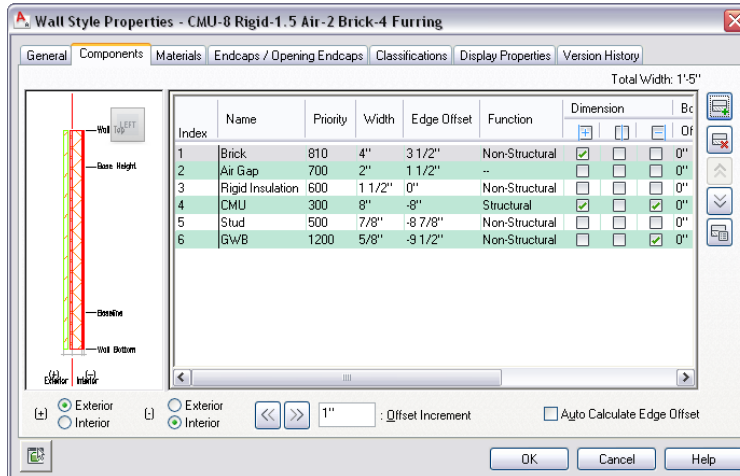 Wall Style Properties - CMU-8 Rigid-1.5 Air-2 Brick-4 Furring
General Components Materials Endcaps / Opening Endcaps Classifications Display Properties Version History
Total Width: 1'-5"
Index Name Priority Width Edge Offset Function Dimension Bo
Of
1 Brick 810 4" 3 1/2" Non-Structural 0"
2 Air Gap 700 2" 1 1/2" -- 0"
3 Rigid Insulation 600 1 1/2" 0" Non-Structural 0"
4 CMU 300 8" -8" Structural 0"
5 Stud 500 7/8" -8 7/8" Non-Structural 0"
6 GWB 1200 5/8" -9 1/2" Non-Structural 0"
LEFT
Wall Top
Base Height
Baseline
Wall Bottom
(+) (-)
Exterior Interior
(+) Exterior
Interior
(-) Exterior
Interior
1" : Offset Increment
Auto Calculate Edge Offset
OK Cancel Help